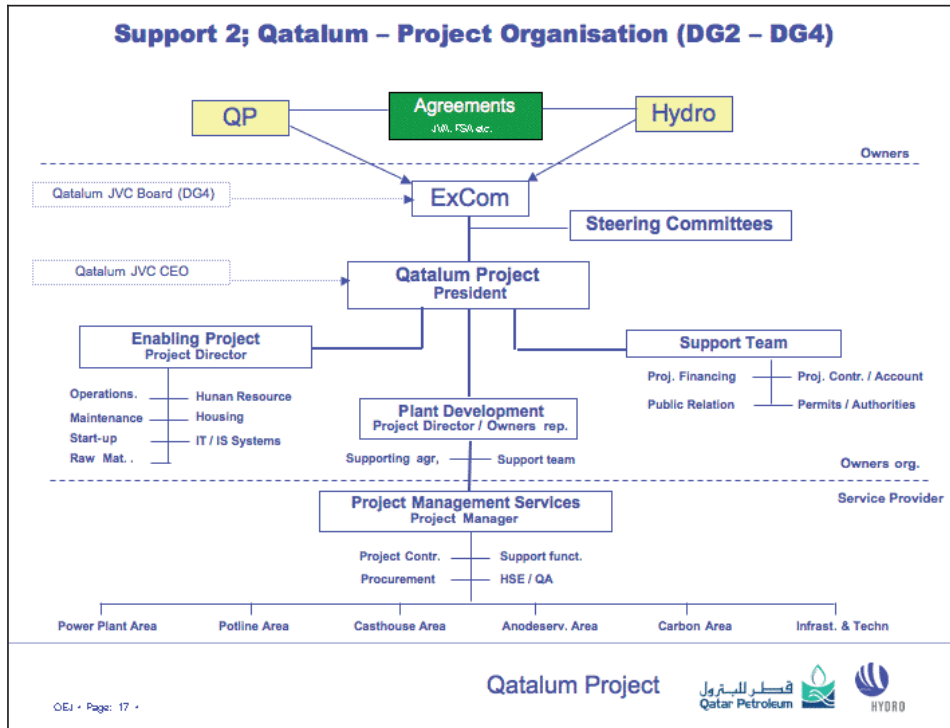 Support 2; Qatalum – Project Organisation (DG2 – DG4)
QP
Agreements
JVA, FSA etc.
Hydro
Owners
Qatalum JVC Board (DG4)
ExCom
Steering Committees
Qatalum JVC CEO
Qatalum Project
President
Enabling Project
Project Director
Support Team
Operations.
Hunan Resource
Maintenance
Housing
Start-up
IT / IS Systems
Raw Mat. .
Proj. Financing
Proj. Contr. / Account
Public Relation
Permits / Authorities
Plant Development
Project Director / Owners rep.
Supporting agr,
Support team
Owners org.
Service Provider
Project Management Services
Project Manager
Project Contr.
Support funct.
Procurement
HSE / QA
Power Plant Area
Potline Area
Casthouse Area
Anodeserv. Area
Carbon Area
Infrast. & Techn
OEJ • Page: 17 •
Qatalum Project
قطر للبترول
Qatar Petroleum
HYDRO